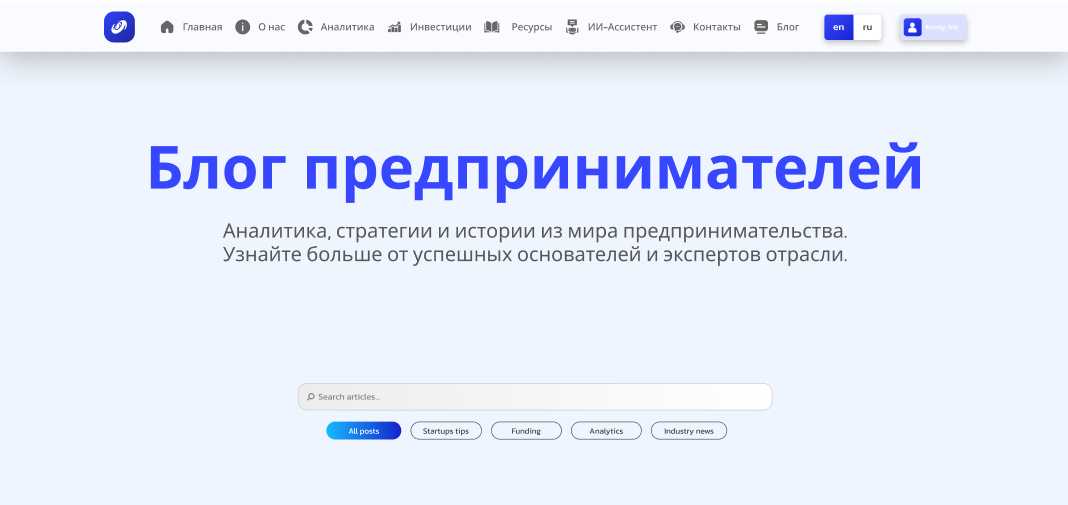 Главная
О нас
Аналитика
Инвестиции
Ресурсы
ИИ-Ассистент
Контакты
Блог
en
ru
Блог предпринимателей
Аналитика, стратегии и истории из мира предпринимательства.
Узнайте больше от успешных основателей и экспертов отрасли.
Search articles...
All posts
Startups tips
Funding
Analytics
Industry news